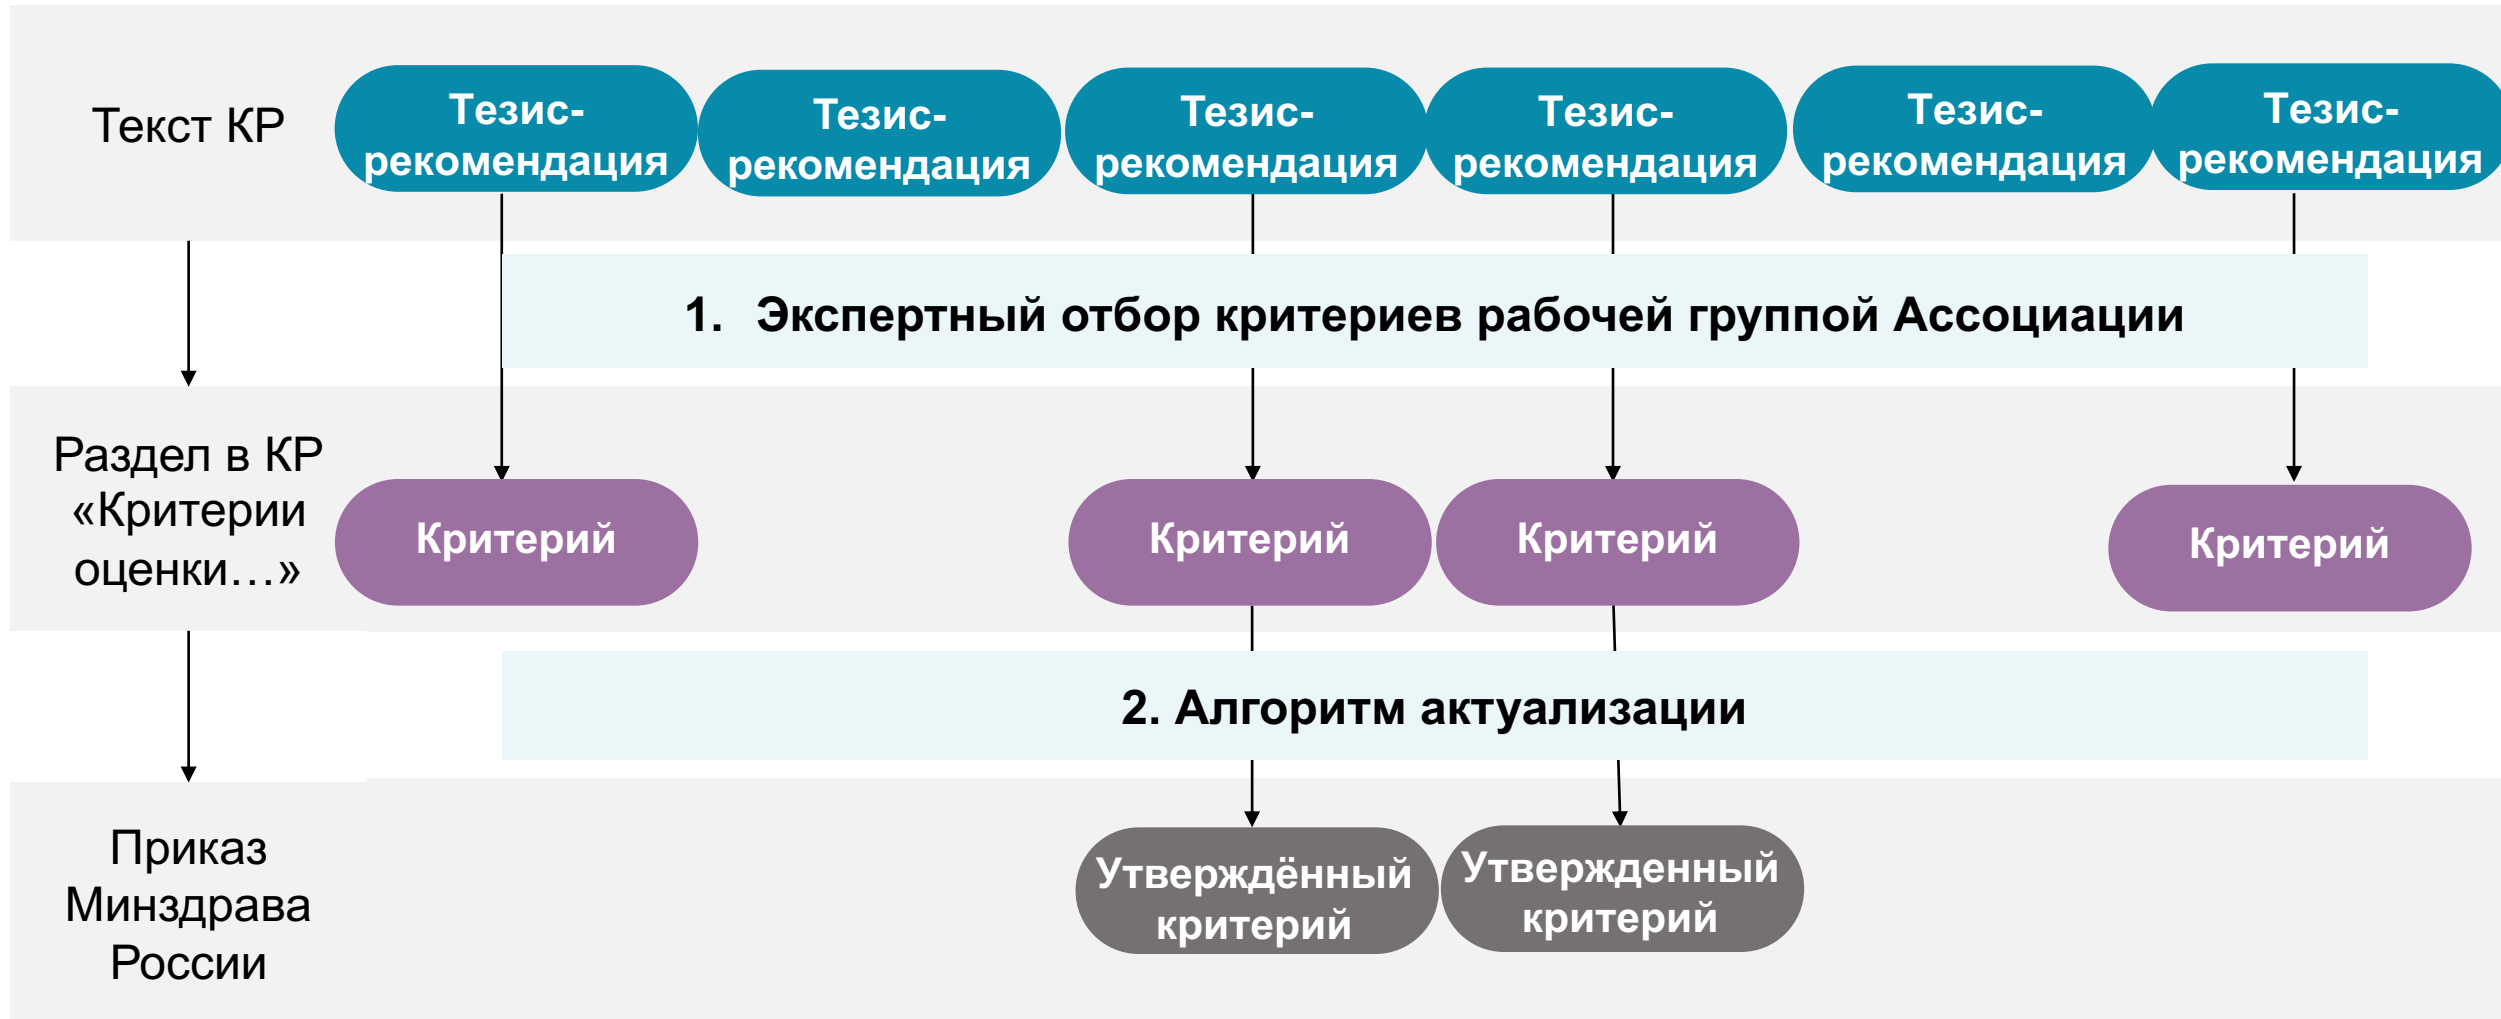 Текст КР
Тезис-
рекомендация
Тезис-
рекомендация
Тезис-
рекомендация
Тезис-
рекомендация
Тезис-
рекомендация
Тезис-
рекомендация
1. Экспертный отбор критериев рабочей группой Ассоциации
Раздел в КР
«Критерии
оценки…»
Критерий
Критерий
Критерий
Критерий
2. Алгоритм актуализации
Приказ
Минздрава
России
Утверждённый
критерий
Утвержденный
критерий